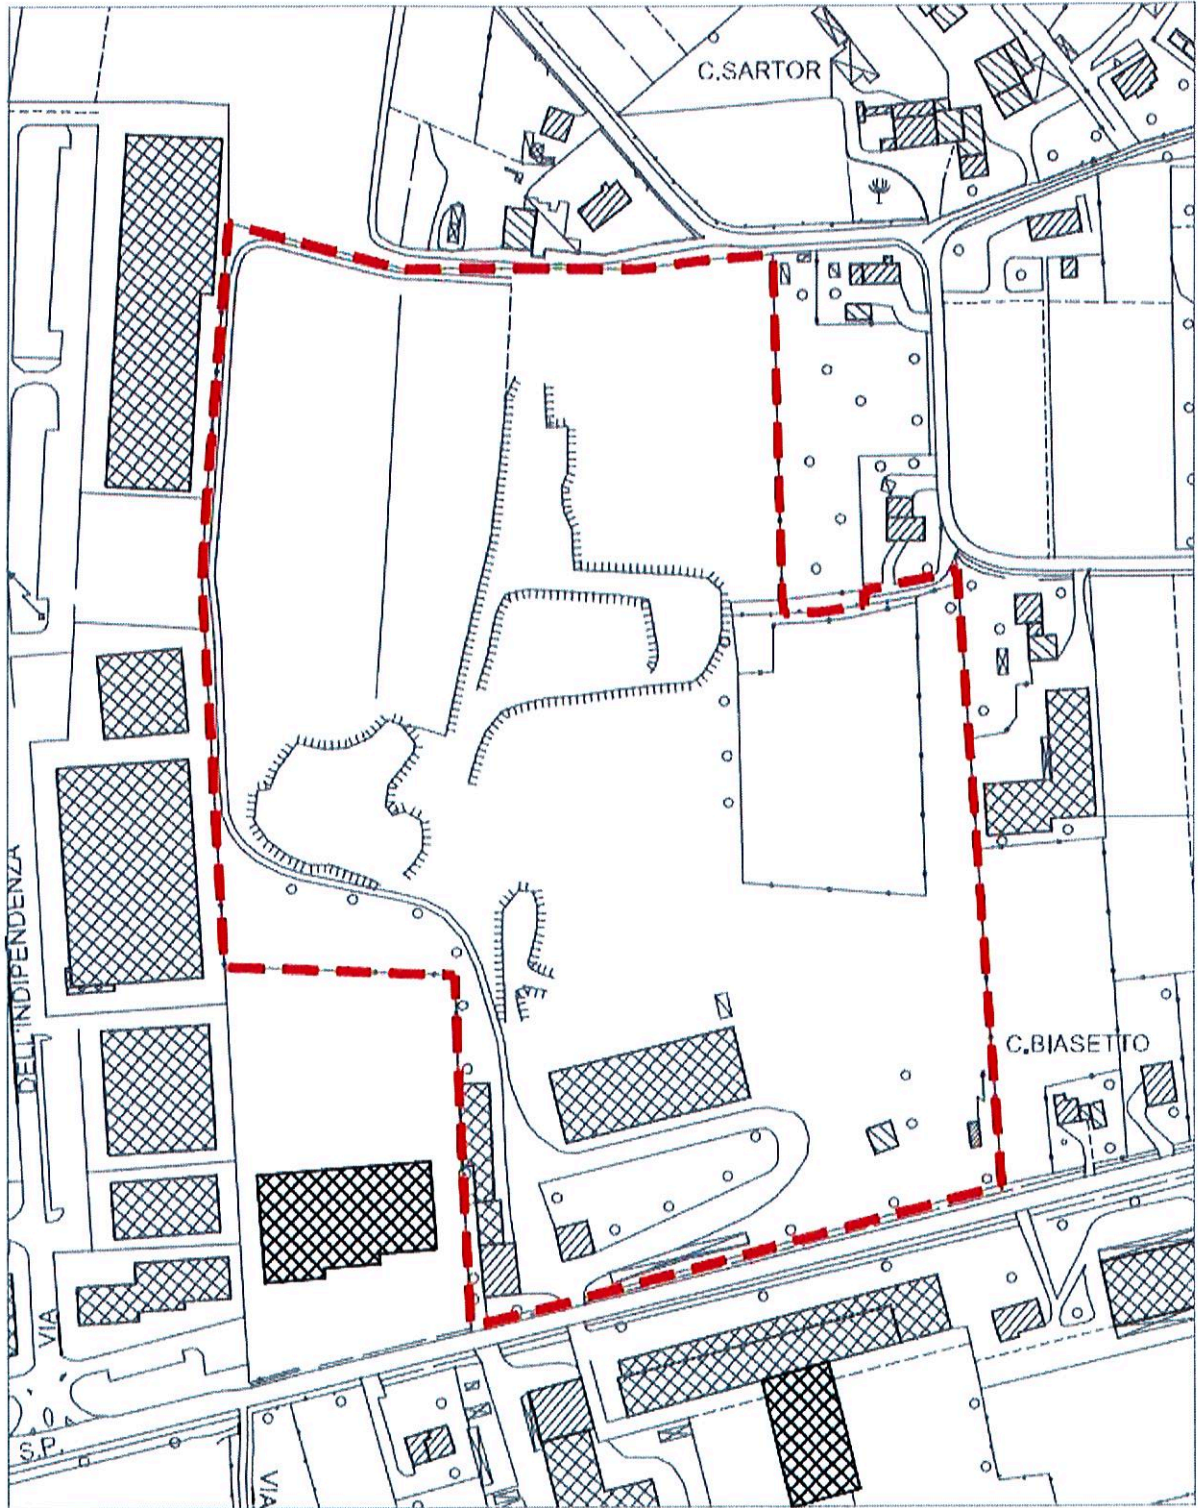 C.SARTOR
C.BIASETTO
VIA DELL'INDIPENDENZA
S.P.
VIA